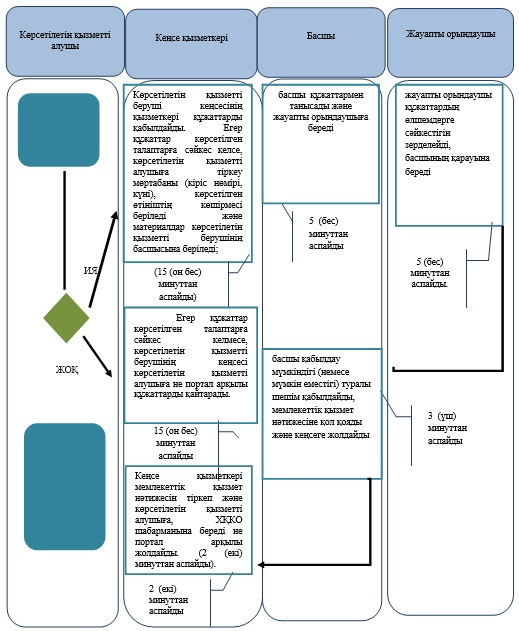 Көрсетілетін қызметті
алушы
Кеңсе қызметкері
Басшы
Жауапты орындаушы
Көрсетілетін қызметті
беруші кеңсесінің
қызметкері құжаттарды
қабылдайды. Егер
құжаттар көрсетілген
талаптарға сәйкес келсе,
көрсетілетін қызметті
алушыға тіркеу
мөртабаны (кіріс нөмірі,
күні), көрсетілген
өтініштің көшірмесі
беріледі және
материалдар көрсетілетін
қызметті берушінің
басшысына беріледі;
(15 (он бес)
минуттан
аспайды)
Егер құжаттар
көрсетілген талаптарға
сәйкес келмесе,
көрсетілетін қызметті
берушінің кеңсесі
көрсетілетін қызметті
алушыға не портал арқылы
құжаттарды қайтарады.
15 (он бес)
минуттан
аспайды
Кеңсе қызметкері
мемлекеттік қызмет
нәтижесін тіркеп және
көрсетілетін қызметті
алушыға, ХҚКО
шабарманына береді не
портал арқылы
жолдайды. (2 (екі)
минуттан аспайды).
2 (екі)
минуттан
аспайды
басшы құжаттармен
танысады және
жауапты орындаушыға
береді
5 (бес)
минуттан
аспайды
басшы қабылдау
мүмкіндігі (немесе
мүмкін еместігі) туралы
шешім қабылдайды,
мемлекеттік қызмет
нәтижесіне қол қояды
және кеңсеге жолдайды
3 (үш)
минуттан
аспайды
жауапты орындаушы
құжаттардың
өлшемдерге
сәйкестігін
зерделейді,
басшының қарауына
береді
5 (бес)
минуттан
аспайды.
ИЯ
ЖОҚ